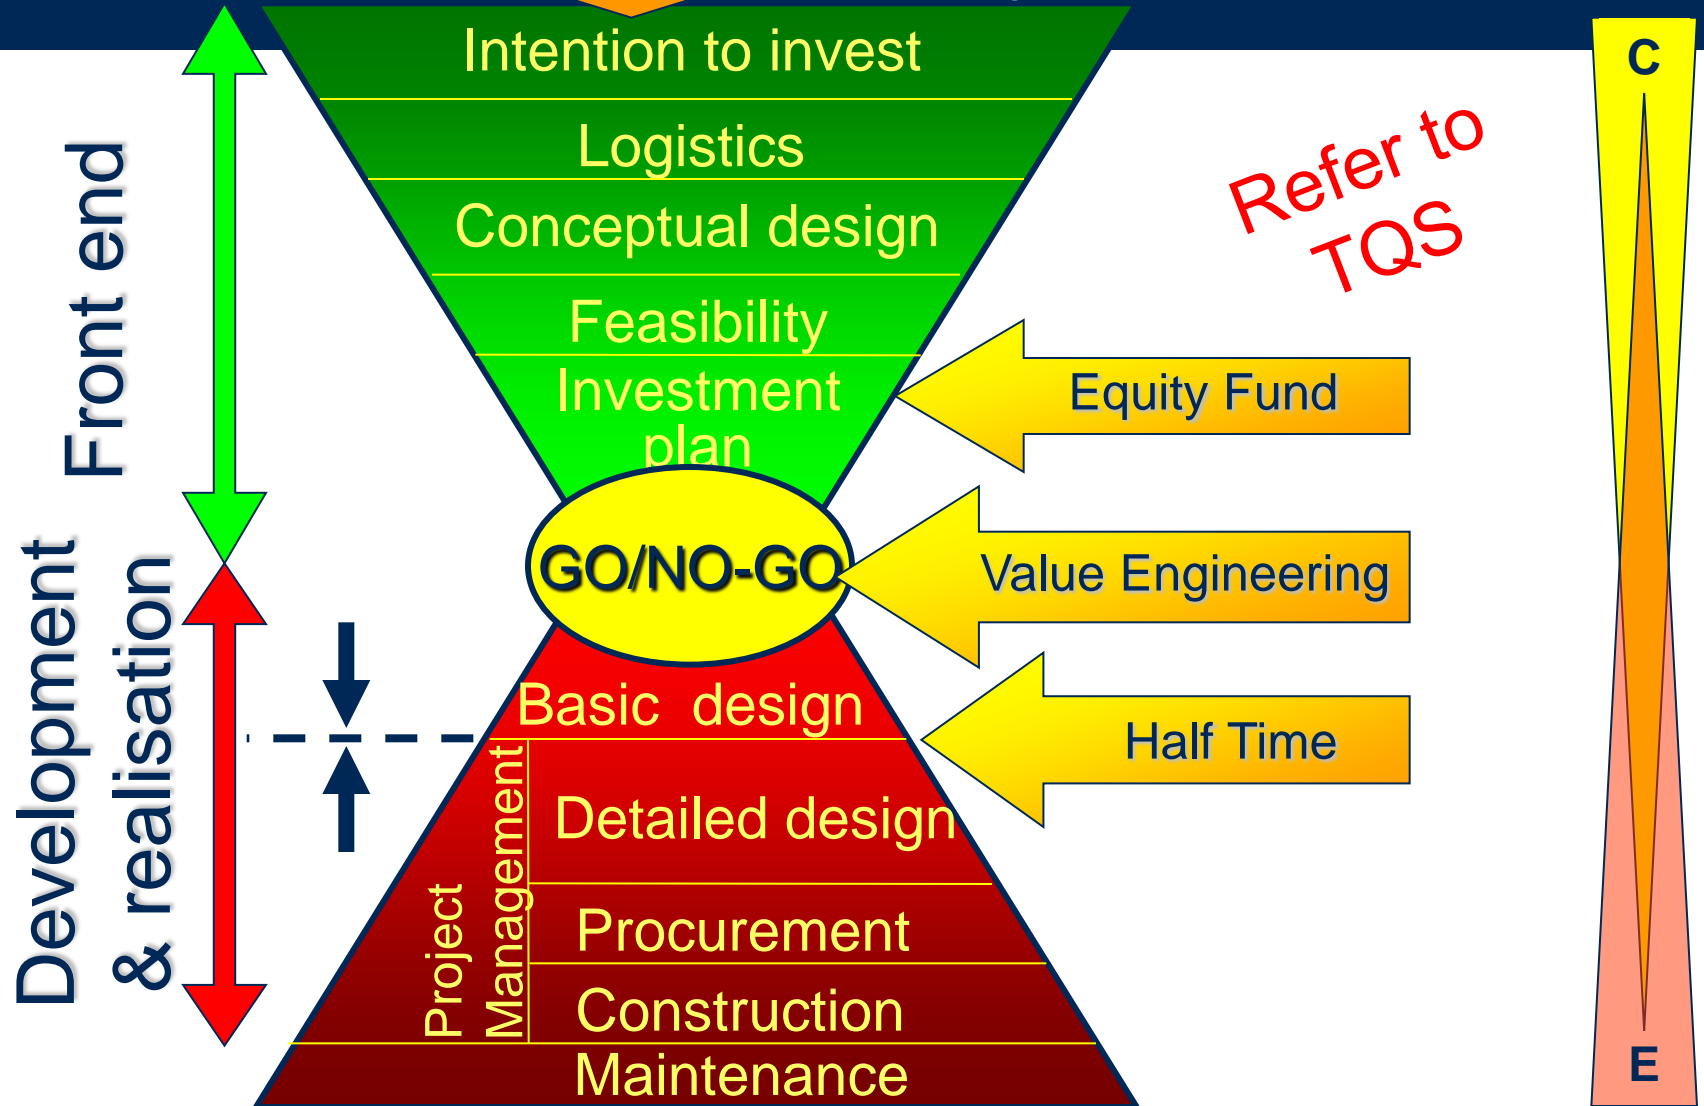 Intention to invest
Logistics
Conceptual design
Feasibility
Investment
plan
GO/NO-GO
Basic design
Detailed design
Procurement
Construction
Maintenance
Project
Management
Front end
Development
& realisation
Refer to
TQS
Equity Fund
Value Engineering
Half Time
C
E